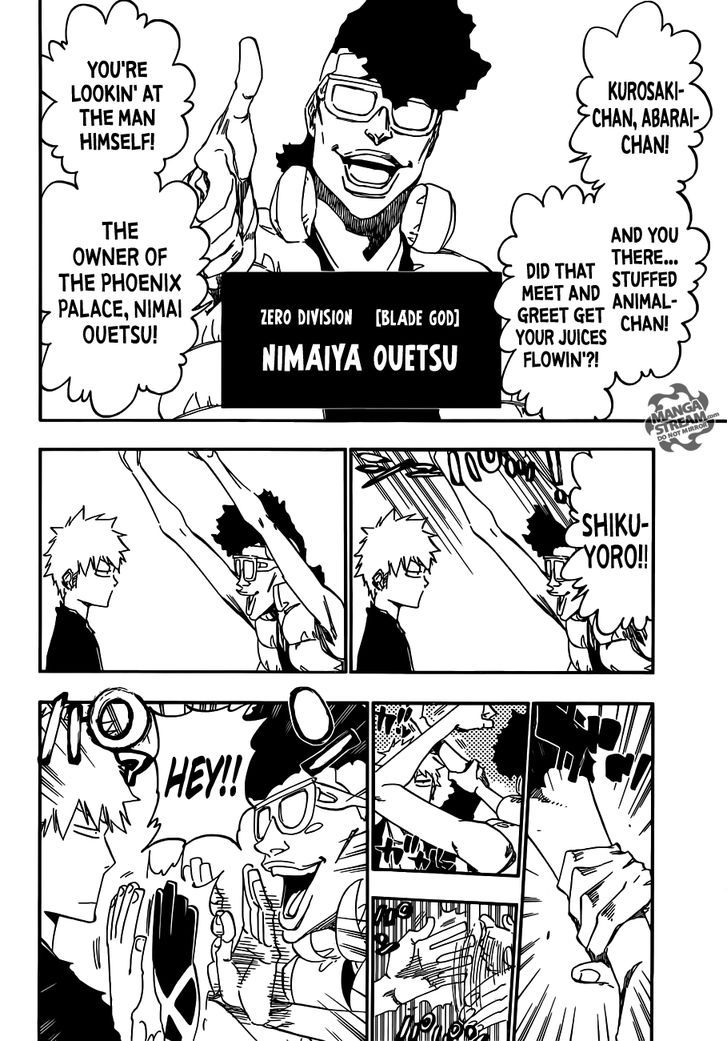 KUROSAKI-
CHAN, ABARAI-
CHAN!
AND YOU
THERE...
STUFFED
ANIMAL-
CHAN!
DID THAT
MEET AND
GREET GET
YOUR JUICES
FLOWIN'?!
YOU'RE
LOOKIN' AT
THE MAN
HIMSELF!
THE
OWNER OF
THE PHOENIX
PALACE, NIMAI
OUETSU!
ZERO DIVISION [BLADE GOD]
NIMAIYA OUETSU
MANGA
STREAM.com
DO NOT MIRROR
SHIKU-
YORO!!
HEY!!